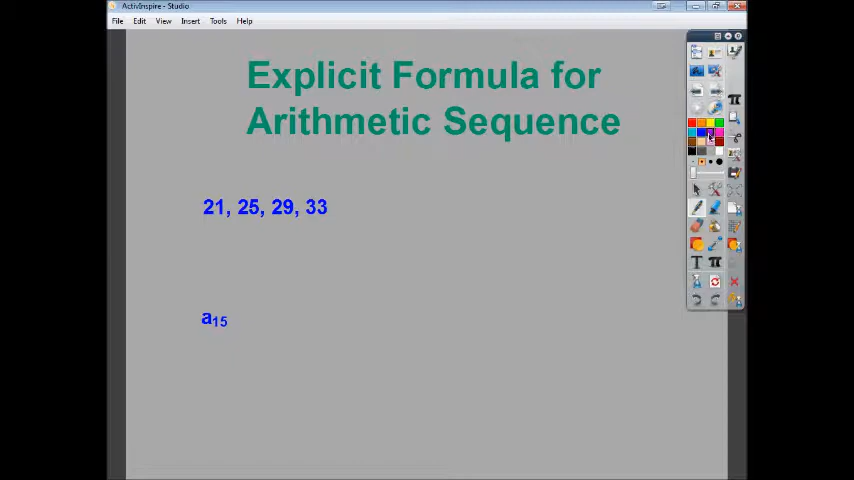 ActivInspire - Studio
File Edit View Insert Tools Help
Explicit Formula for
Arithmetic Sequence
21, 25, 29, 33
a₁₅